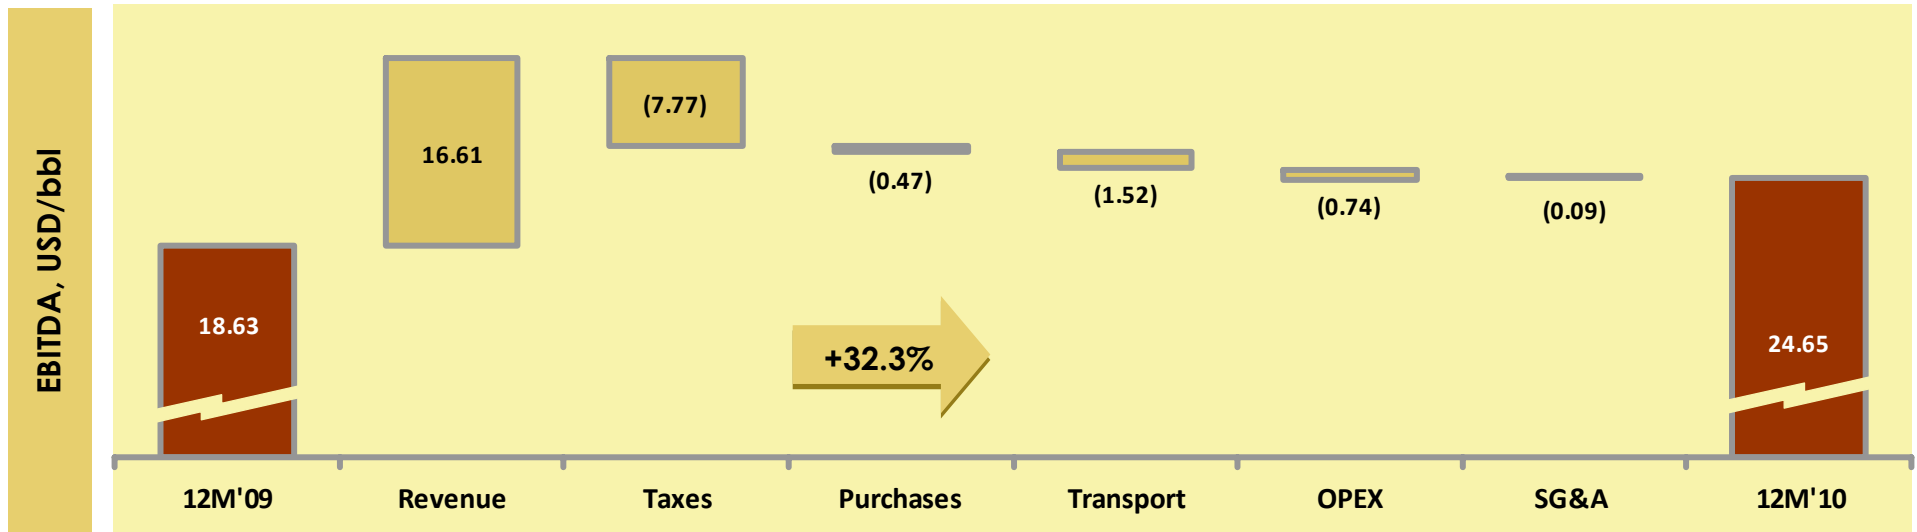 EBITDA, USD/bbl
16.61
(7.77)
(0.47)
(1.52)
(0.74)
(0.09)
18.63
+32.3%
24.65
12M'09
Revenue
Taxes
Purchases
Transport
OPEX
SG&A
12M'10